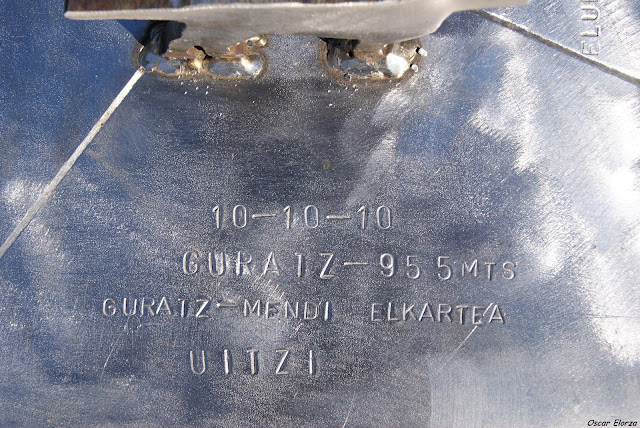 10-10-10
GURATZ-955MTS
GURATZ-MENDI ELKARTEA
UITZI
Oscar Elorza